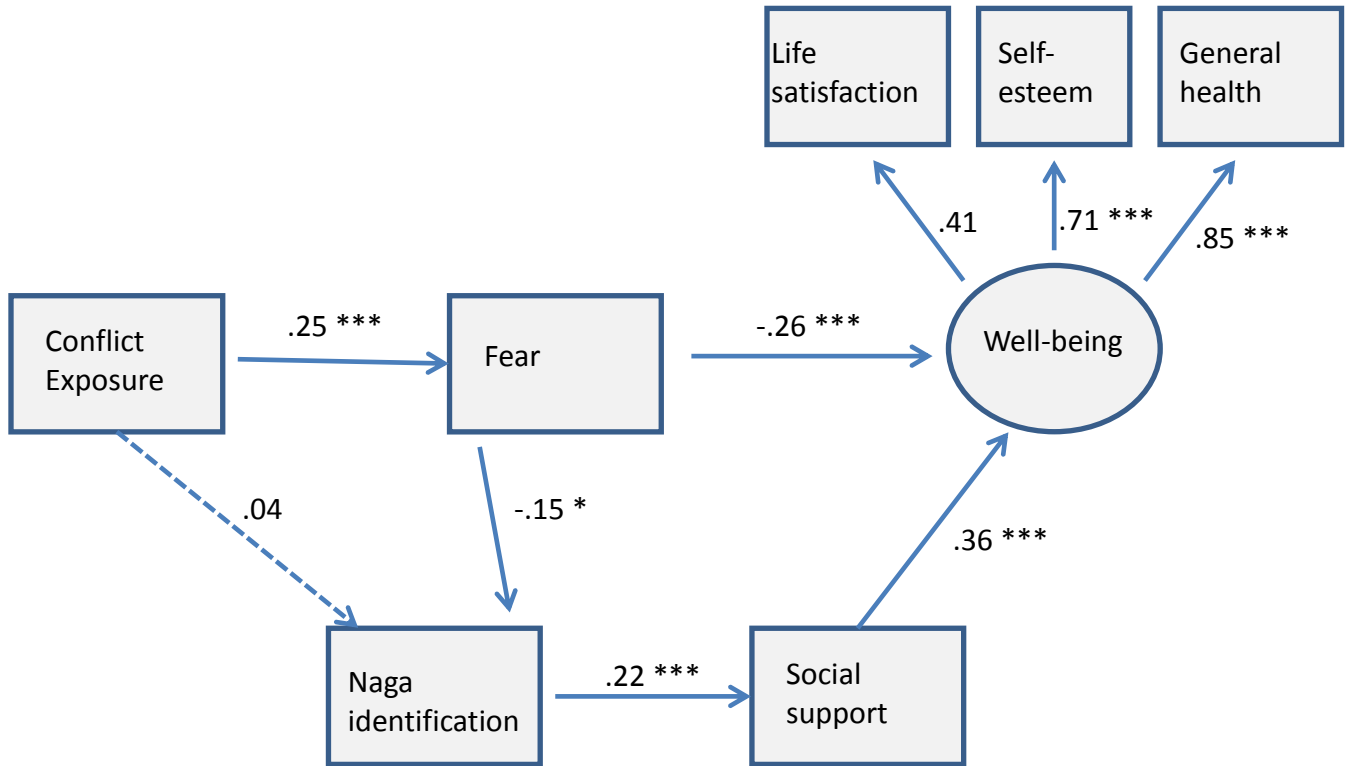 Life
satisfaction
Self-
esteem
General
health
.41
.71 ***
.85 ***
Conflict
Exposure
.25 ***
Fear
-.26 ***
Well-being
.04
-.15 *
.36 ***
Naga
identification
.22 ***
Social
support